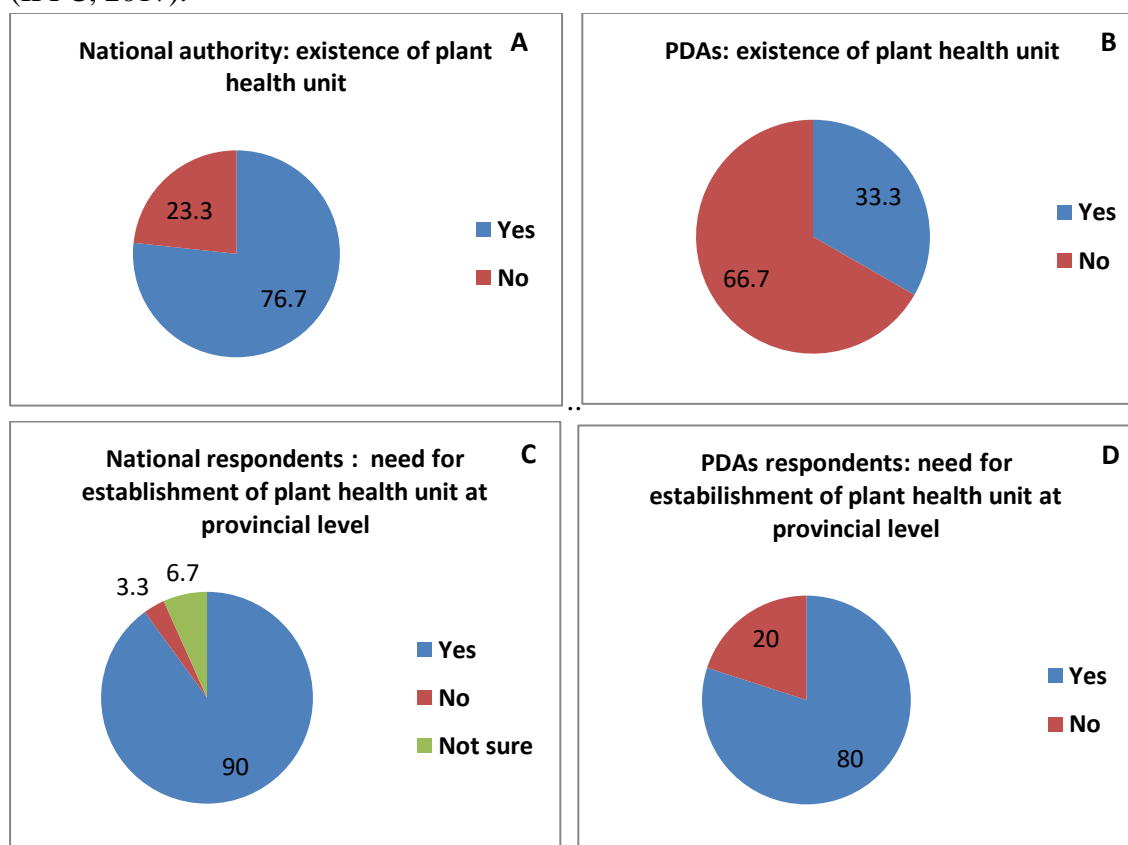 National authority: existence of plant
health unit
A
23.3
76.7
Yes
No
PDAs: existence of plant health unit
B
33.3
66.7
Yes
No
..
National respondents : need for
establishment of plant health unit at
provincial level
C
3.3
6.7
90
Yes
No
Not sure
PDAs respondents: need for
estabilishment of plant health unit at
provincial level
D
20
80
Yes
No